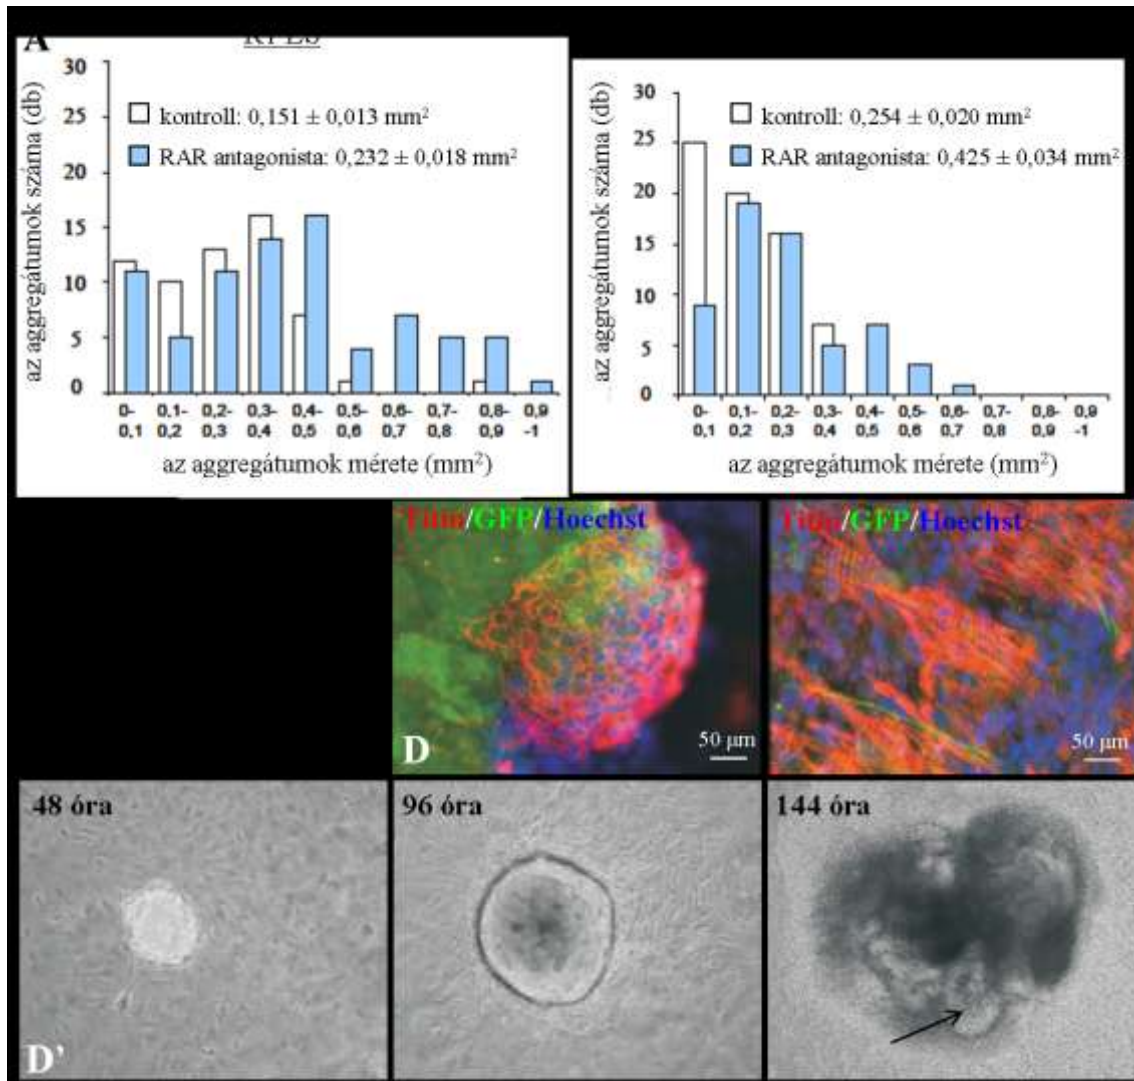 A
30
25
20
15
10
5
0
az aggregátumok száma (db)
kontroll: 0,151 ± 0,013 mm²
RAR antagonista: 0,232 ± 0,018 mm²
0- 0,1- 0,2- 0,3- 0,4- 0,5- 0,6- 0,7- 0,8- 0,9
0,1 0,2 0,3 0,4 0,5 0,6 0,7 0,8 0,9 -1
az aggregátumok mérete (mm²)
30
25
20
15
10
5
0
az aggregátumok száma (db)
kontroll: 0,254 ± 0,020 mm²
RAR antagonista: 0,425 ± 0,034 mm²
0- 0,1- 0,2- 0,3- 0,4- 0,5- 0,6- 0,7- 0,8- 0,9
0,1 0,2 0,3 0,4 0,5 0,6 0,7 0,8 0,9 -1
az aggregátumok mérete (mm²)
Titin/GFP/Hoechst
D
50 µm
Titin/GFP/Hoechst
50 µm
48 óra
96 óra
144 óra
D'